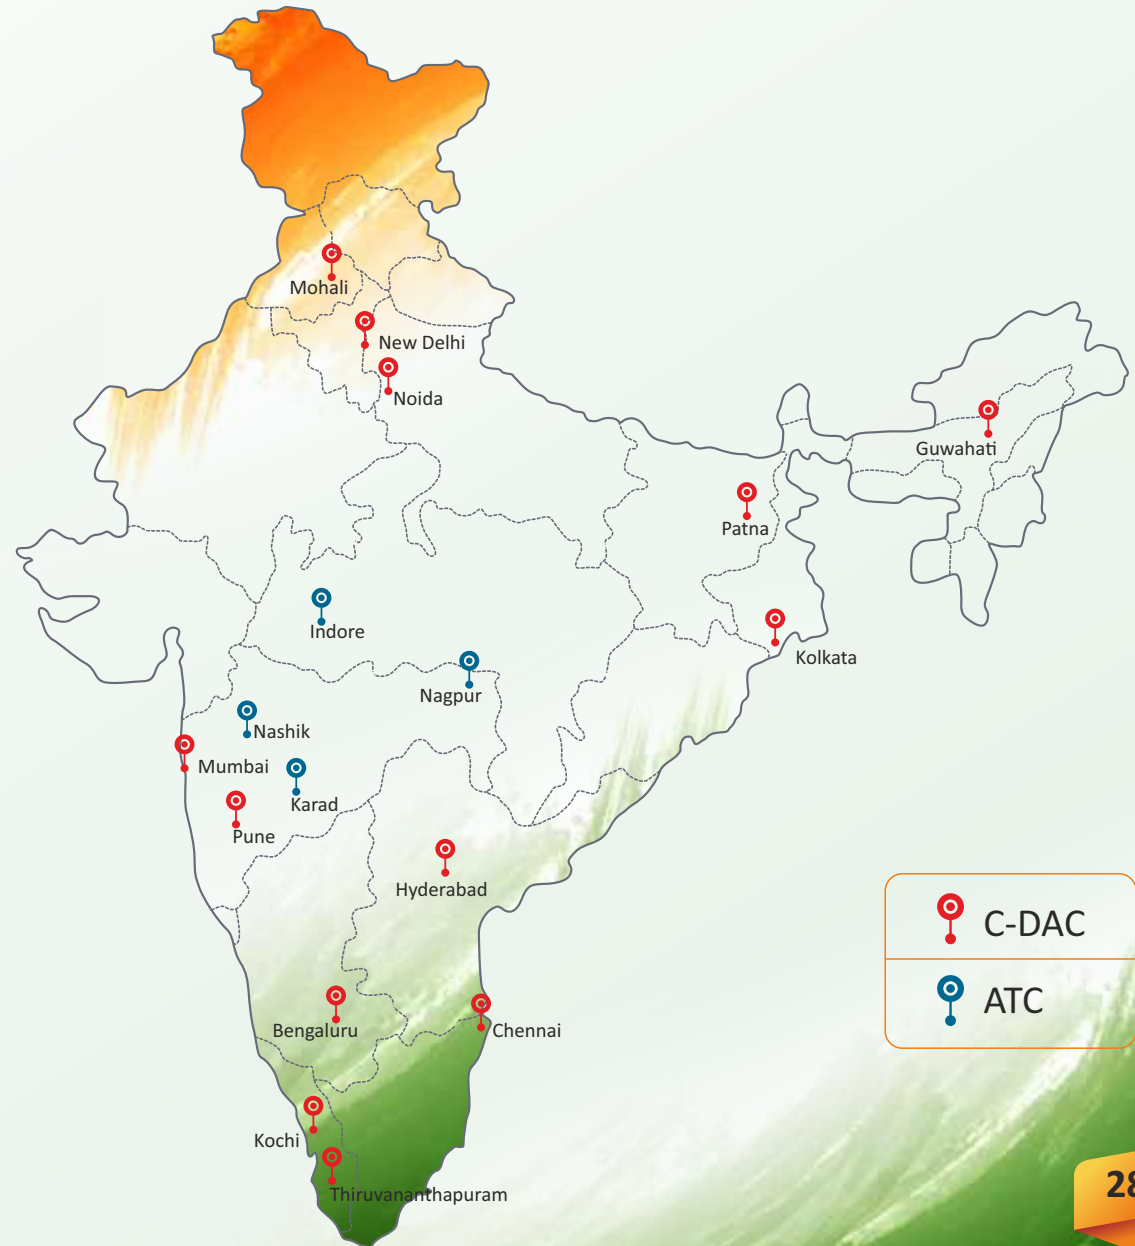 Mohali
New Delhi
Noida
Guwahati
Patna
Indore
Kolkata
Nagpur
Nashik
Mumbai
Karad
Pune
Hyderabad
C-DAC
ATC
Bengaluru
Chennai
Kochi
Thiruvananthapuram
28